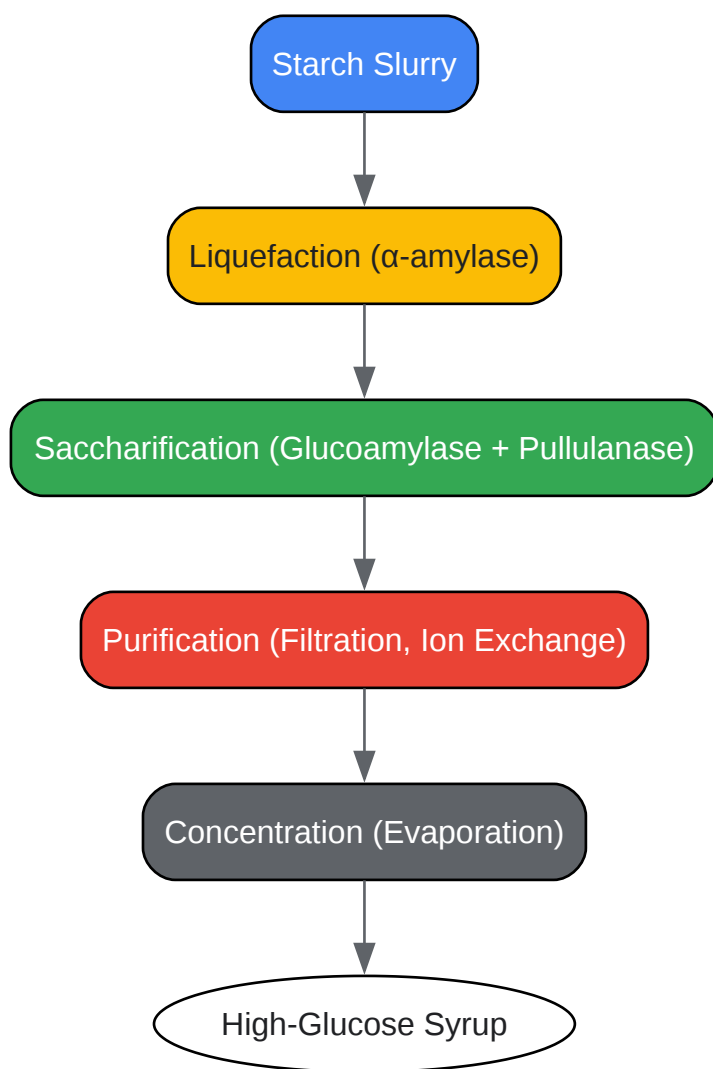 Starch Slurry
Liquefaction (α-amylase)
Saccharification (Glucoamylase + Pullulanase)
Purification (Filtration, Ion Exchange)
Concentration (Evaporation)
High-Glucose Syrup